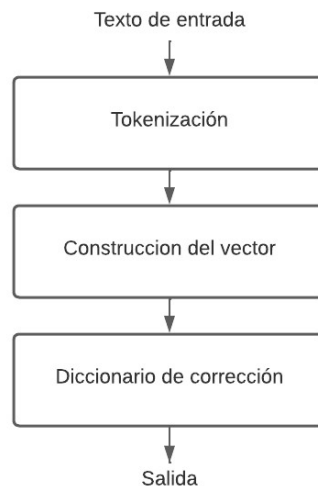 Texto de entrada
Tokenización
Construccion del vector
Diccionario de corrección
Salida